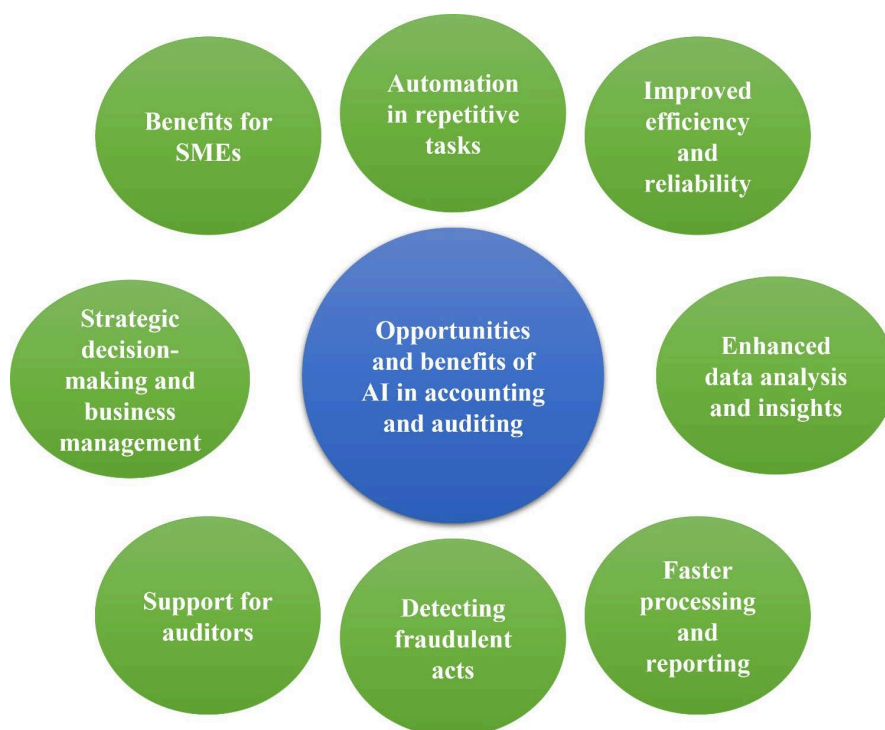 Benefits for
SMEs
Automation
in repetitive
tasks
Improved
efficiency
and
reliability
Strategic
decision-
making and
business
management
Opportunities
and benefits of
AI in accounting
and auditing
Enhanced
data analysis
and insights
Support for
auditors
Detecting
fraudulent
acts
Faster
processing
and
reporting